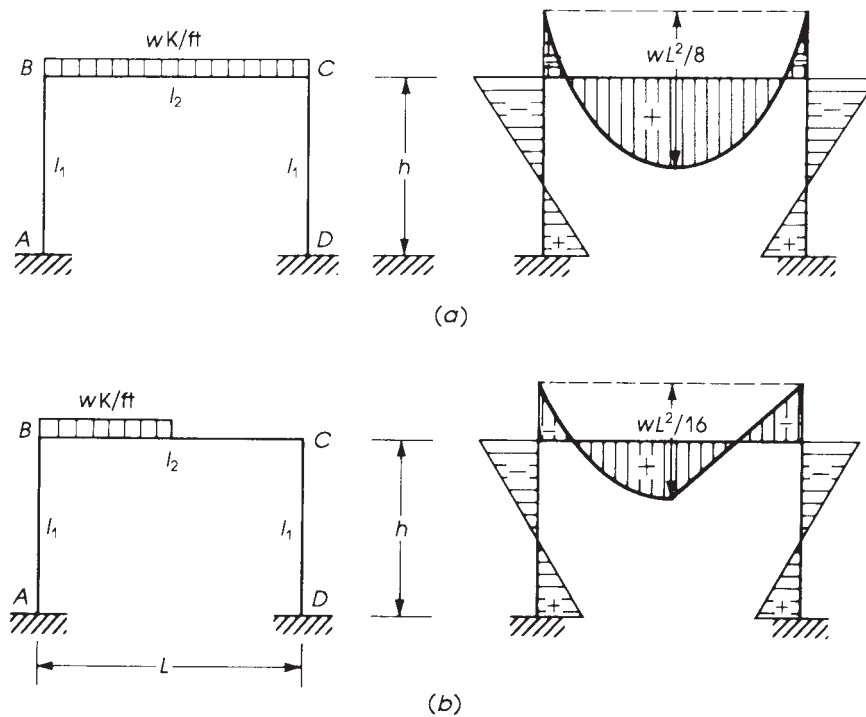 wK/ft
B
C
I₂
I₁
I₁
h
A
D
wL²/8
−
−
−
−
+
+
+
(a)
wK/ft
B
C
I₂
I₁
I₁
h
A
D
L
wL²/16
−
−
−
−
+
+
+
(b)